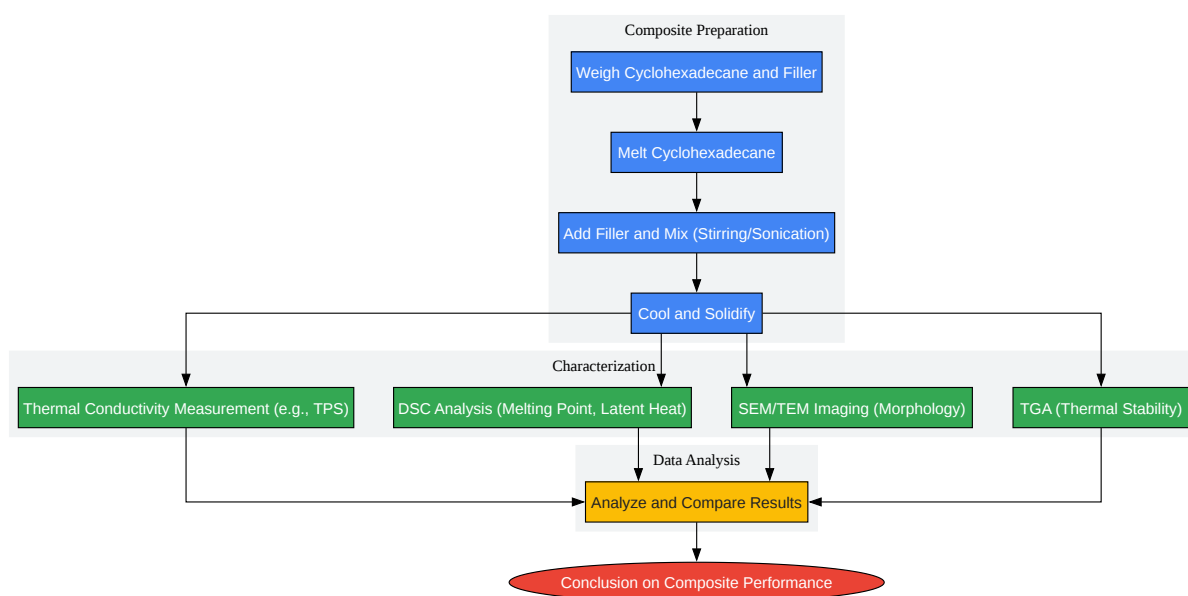 Composite Preparation
Weigh Cyclohexadecane and Filler
Melt Cyclohexadecane
Add Filler and Mix (Stirring/Sonication)
Cool and Solidify
Characterization
Thermal Conductivity Measurement (e.g., TPS)
DSC Analysis (Melting Point, Latent Heat)
SEM/TEM Imaging (Morphology)
TGA (Thermal Stability)
Data Analysis
Analyze and Compare Results
Conclusion on Composite Performance